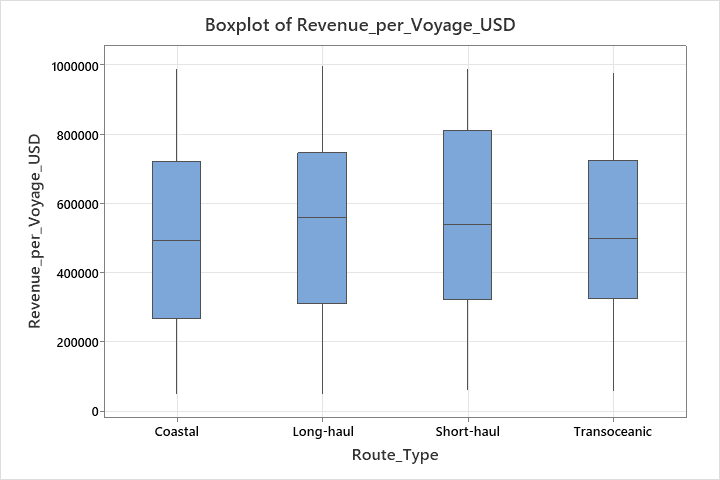 Boxplot of Revenue_per_Voyage_USD
Revenue_per_Voyage_USD
1000000
800000
600000
400000
200000
0
Coastal Long-haul Short-haul Transoceanic
Route_Type